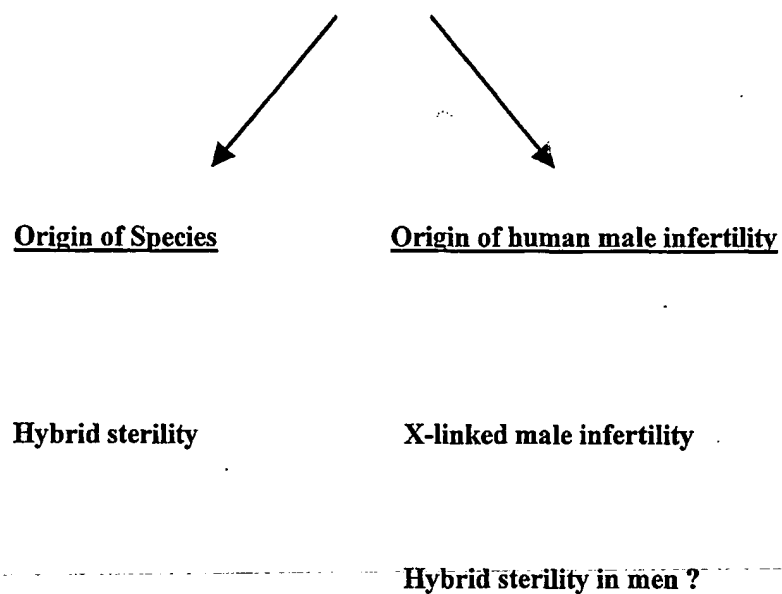 Origin of Species
Origin of human male infertility
Hybrid sterility
X-linked male infertility
Hybrid sterility in men ?